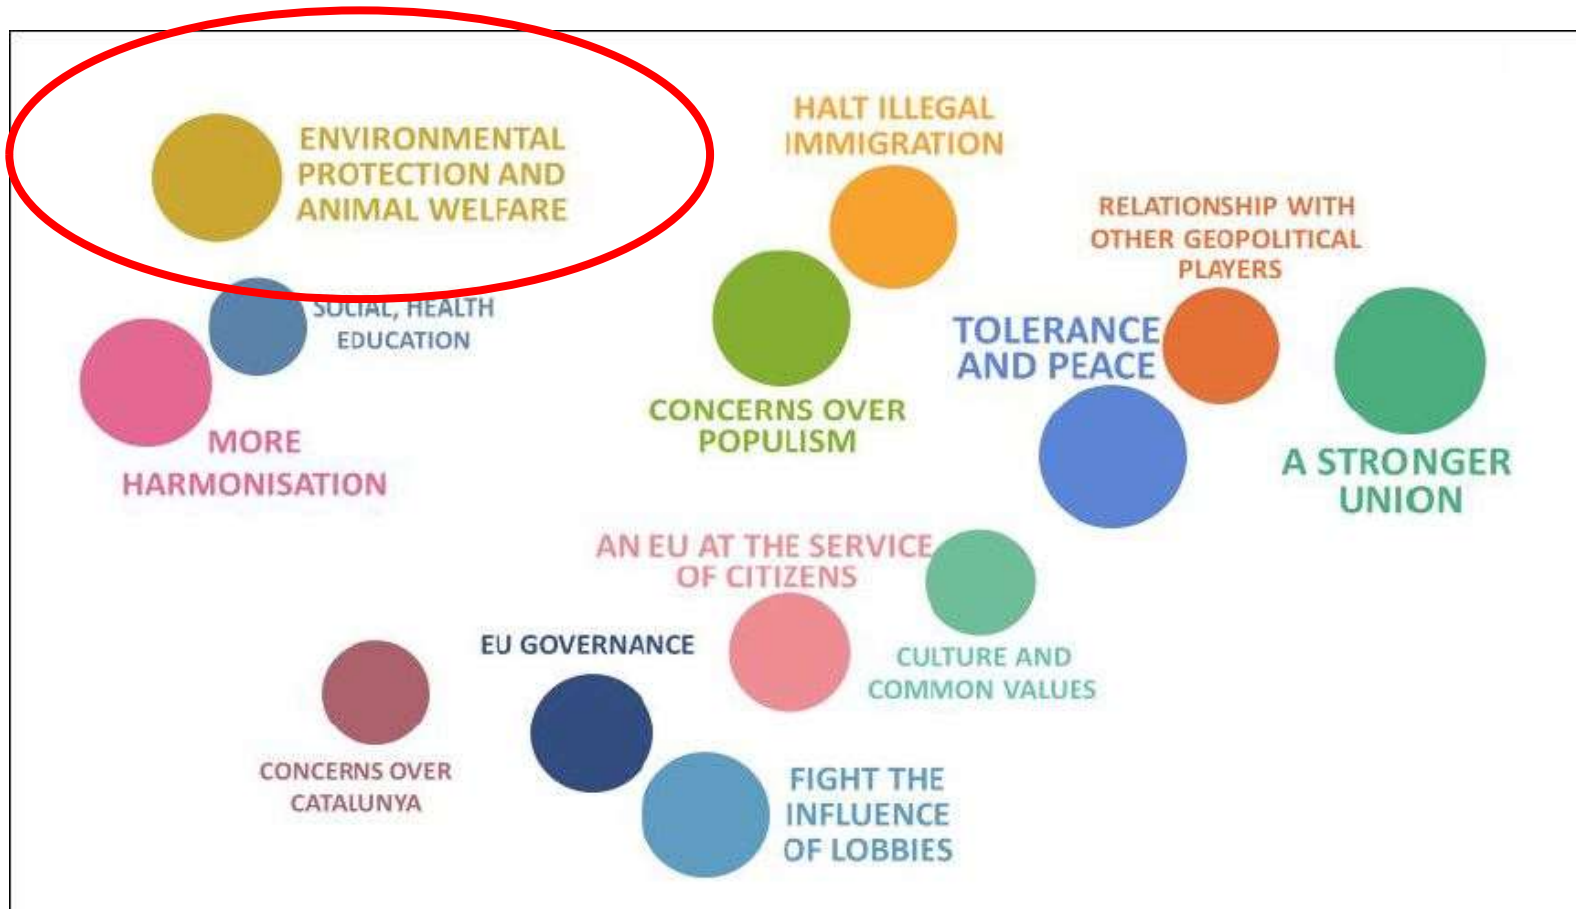 ENVIRONMENTAL
PROTECTION AND
ANIMAL WELFARE
HALT ILLEGAL
IMMIGRATION
RELATIONSHIP WITH
OTHER GEOPOLITICAL
PLAYERS
SOCIAL, HEALTH
EDUCATION
TOLERANCE
AND PEACE
CONCERNS OVER
POPULISM
MORE
HARMONISATION
A STRONGER
UNION
AN EU AT THE SERVICE
OF CITIZENS
EU GOVERNANCE
CULTURE AND
COMMON VALUES
CONCERNS OVER
CATALUNYA
FIGHT THE
INFLUENCE
OF LOBBIES